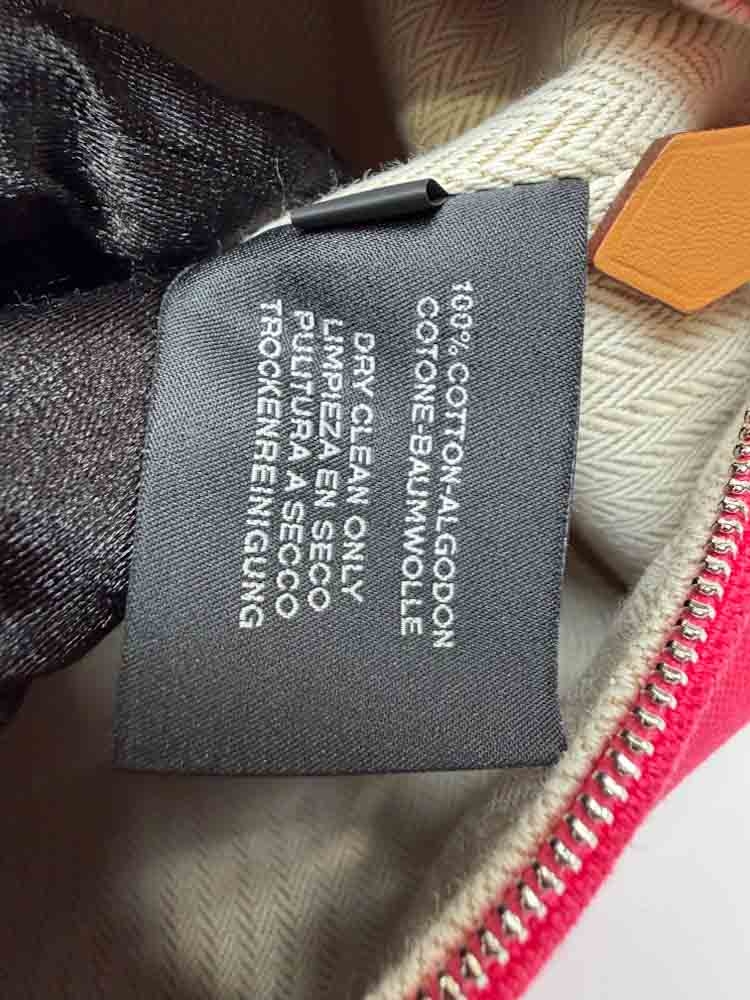 100% COTTON-ALGODON
COTONE-BAUMWOLLE
DRY CLEAN ONLY
LIMPIEZA EN SECO
PULITURA A SECCO
TROCKENREINIGUNG